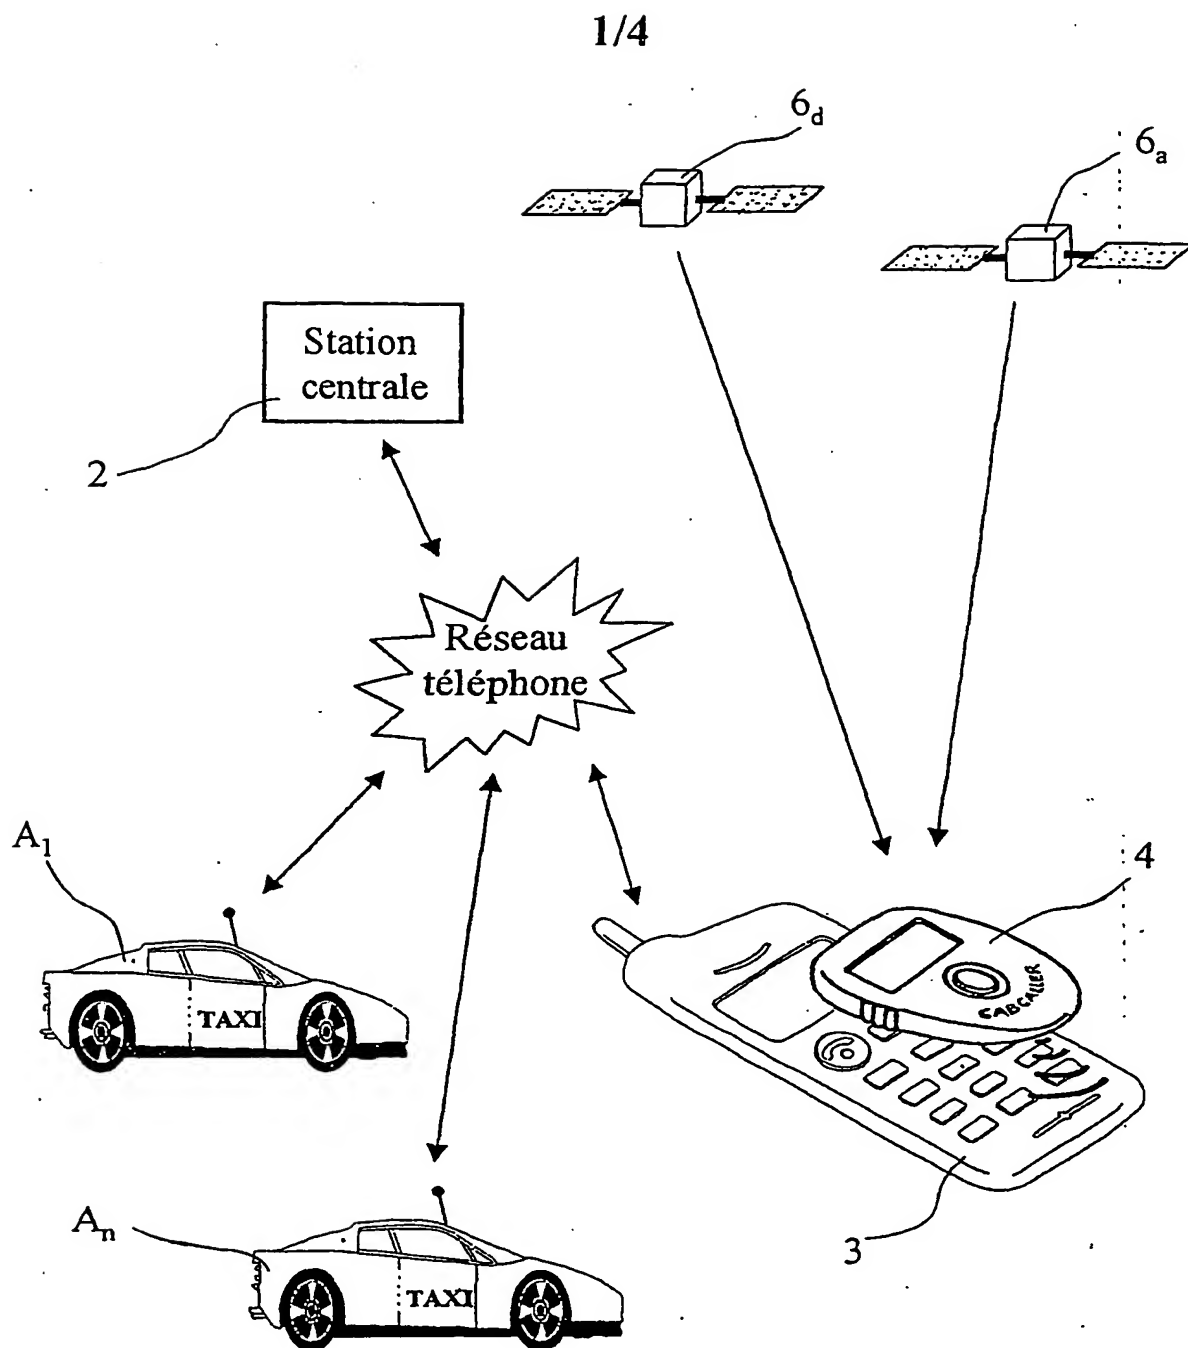 1/4
6d
6a
Station
centrale
2
Réseau
téléphone
A1
4
CABCALLER
TAXI
An
3
TAXI